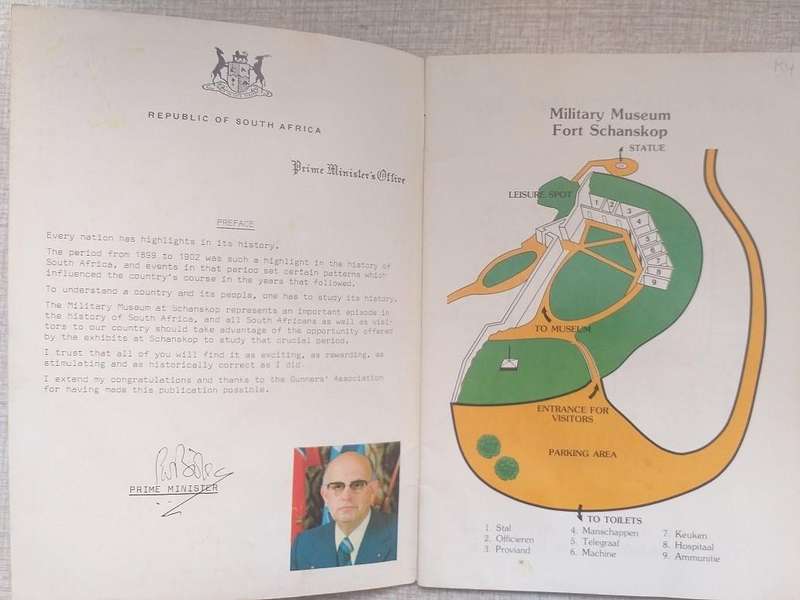 REPUBLIC OF SOUTH AFRICA
Prime Minister's Office
PREFACE
Every nation has highlights in its history.
The period from 1899 to 1902 was such a highlight in the history of
South Africa, and events in that period set certain patterns which
influenced the country's course in the years that followed.
To understand a country and its people, one has to study its history.
The Military Museum at Schanskop represents an important episode in
the history of South Africa, and all South Africans as well as visi-
tors to our country should take advantage of the opportunity offered
by the exhibits at Schanskop to study that crucial period.
I trust that all of you will find it as exciting, as rewarding, as
stimulating and as historically correct as I did.
I extend my congratulations and thanks to the Gunners' Association
for having made this publication possible.
PRIME MINISTER
Military Museum
Fort Schanskop
STATUE
LEISURE SPOT
1
2
3
4
5
6
7
8
9
TO MUSEUM
ENTRANCE FOR
VISITORS
PARKING AREA
TO TOILETS
1 Stal
2 Officieren
3 Proviand
4 Manschappen
5 Telegraaf
6 Machine
7 Keuken
8 Hospitaal
9 Ammunitie